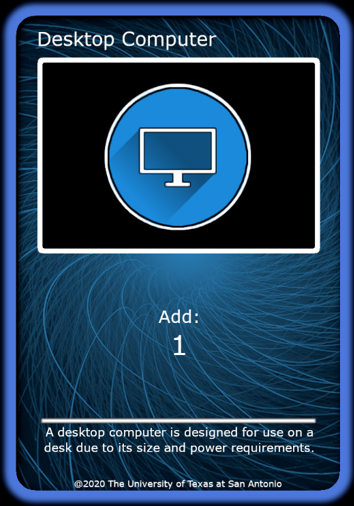 Desktop Computer
Add:
1
A desktop computer is designed for use on a
desk due to its size and power requirements.
©2020 The University of Texas at San Antonio